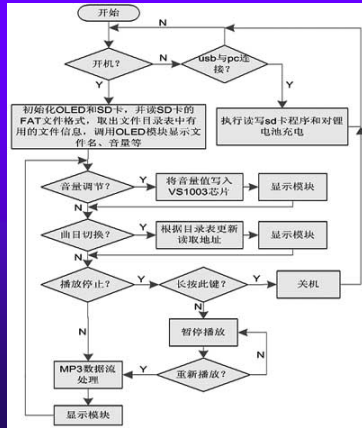 开始
N
N
开机?
N
usb与pc连
接?
Y
Y
初始化OLED和SD卡，并读SD卡的
FAT文件格式，取出文件目录表中有
用的文件信息，调用OLED模块显示文
件名、音量等
执行读写sd卡程序和对锂
电池充电
音量调节?
Y
将音量值写入
VS1003芯片
显示模块
N
曲目切换?
Y
根据目录表更新
读取地址
显示模块
N
播放停止?
Y
长按此键?
Y
关机
N
N
暂停播放
N
MP3数据流
处理
Y
重新播放?
显示模块